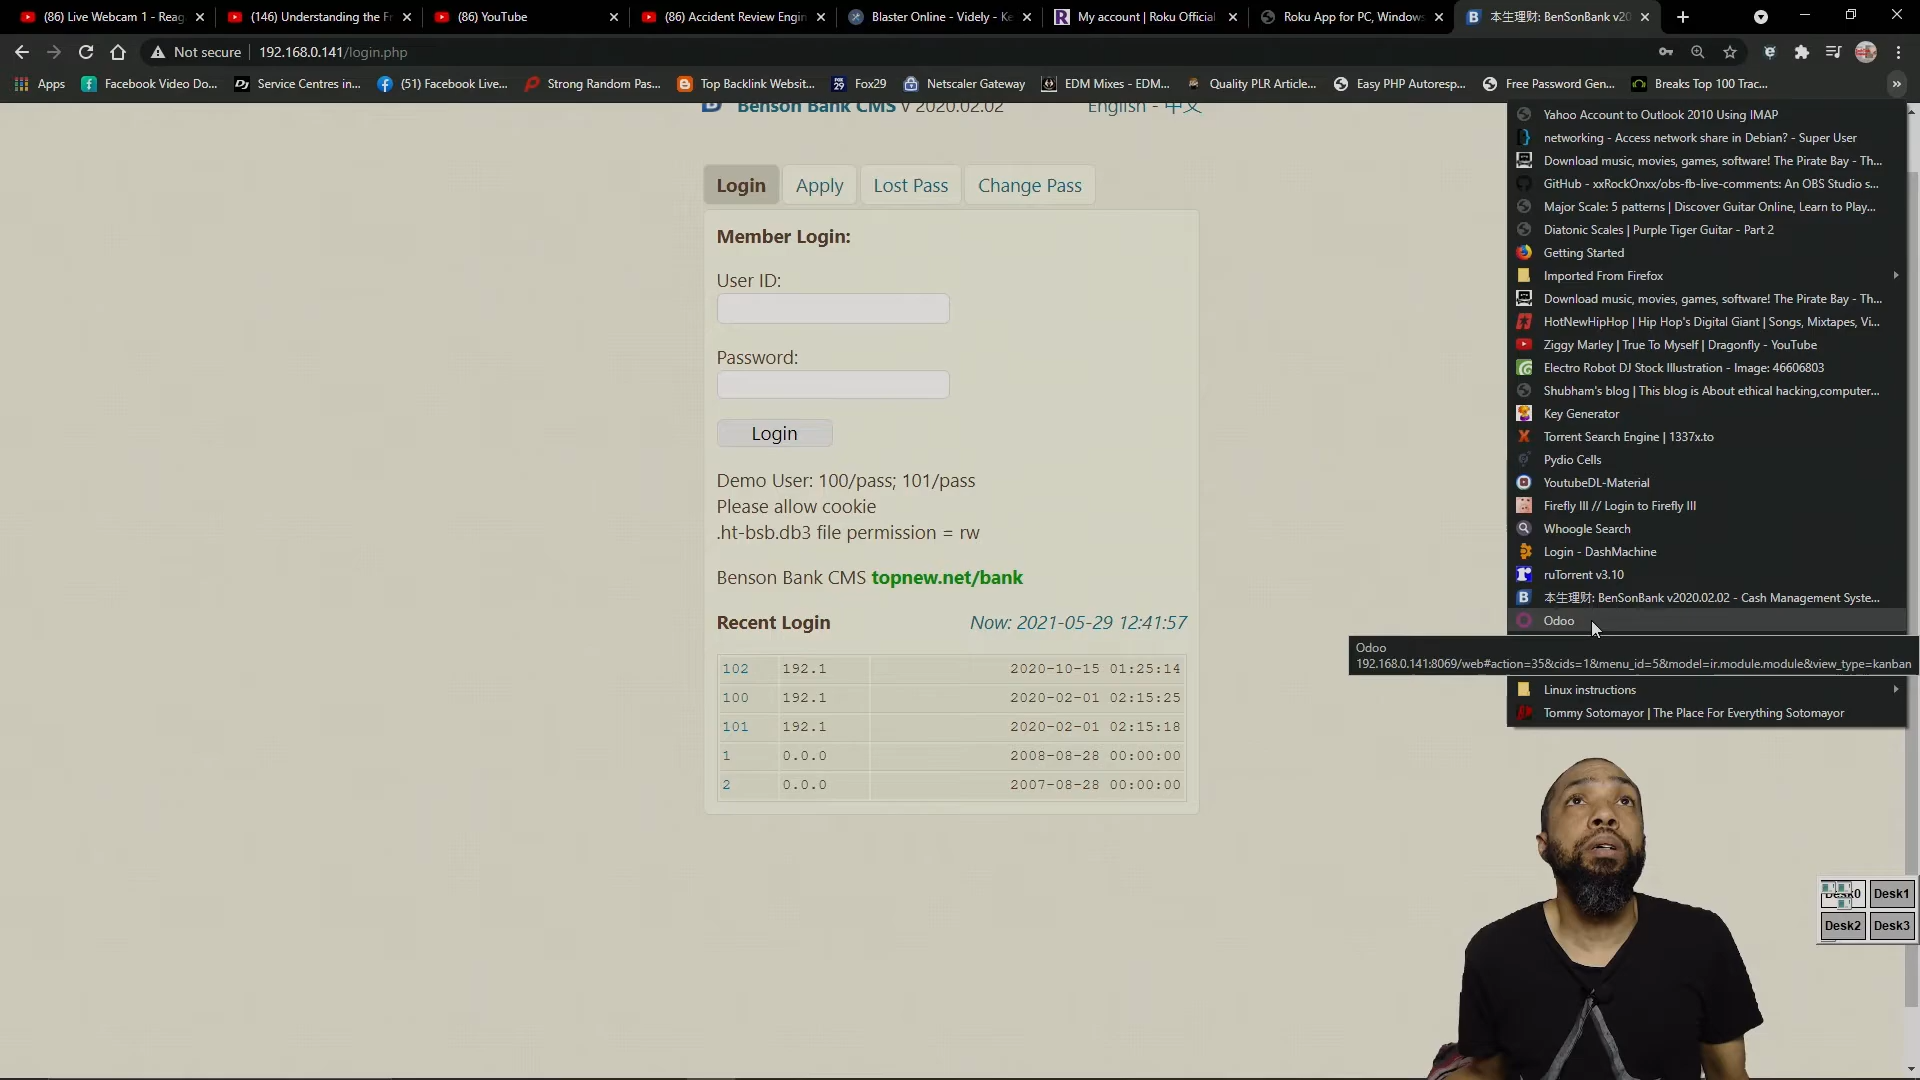 (86) Live Webcam 1 - Reag
(146) Understanding the Fr
(86) YouTube
(86) Accident Review Engin
Blaster Online - Videly - Ke
My account | Roku Official
Roku App for PC, Windows
本生理财: BenSonBank v20
Not secure
192.168.0.141/login.php
Apps
Facebook Video Do...
Service Centres in...
(51) Facebook Live...
Strong Random Pas...
Top Backlink Websit...
Fox29
Netscaler Gateway
EDM Mixes - EDM...
Quality PLR Article...
Easy PHP Autoresp...
Free Password Gen...
Breaks Top 100 Trac...
»
Benson Bank CMS v 2020.02.02
English - 中文
Login
Apply
Lost Pass
Change Pass
Member Login:
User ID:
Password:
Login
Demo User: 100/pass; 101/pass
Please allow cookie
.ht-bsb.db3 file permission = rw
Benson Bank CMS topnew.net/bank
Recent Login
Now: 2021-05-29 12:41:57
102 192.1 2020-10-15 01:25:14
100 192.1 2020-02-01 02:15:25
101 192.1 2020-02-01 02:15:18
1 0.0.0 2008-08-28 00:00:00
2 0.0.0 2007-08-28 00:00:00
Yahoo Account to Outlook 2010 Using IMAP
networking - Access network share in Debian? - Super User
Download music, movies, games, software! The Pirate Bay - Th...
GitHub - xxRockOnxx/obs-fb-live-comments: An OBS Studio s...
Major Scale: 5 patterns | Discover Guitar Online, Learn to Play...
Diatonic Scales | Purple Tiger Guitar - Part 2
Getting Started
Imported From Firefox
Download music, movies, games, software! The Pirate Bay - Th...
HotNewHipHop | Hip Hop's Digital Giant | Songs, Mixtapes, Vi...
Ziggy Marley | True To Myself | Dragonfly - YouTube
Electro Robot DJ Stock Illustration - Image: 46606803
Shubham's blog | This blog is About ethical hacking,computer...
Key Generator
Torrent Search Engine | 1337x.to
Pydio Cells
YoutubeDL-Material
Firefly III // Login to Firefly III
Whoogle Search
Login - DashMachine
ruTorrent v3.10
本生理财: BenSonBank v2020.02.02 - Cash Management Syste...
Odoo
Odoo
192.168.0.141:8069/web#action=35&cids=1&menu_id=5&model=ir.module.module&view_type=kanban
Linux instructions
Tommy Sotomayor | The Place For Everything Sotomayor
Desk0
Desk1
Desk2
Desk3